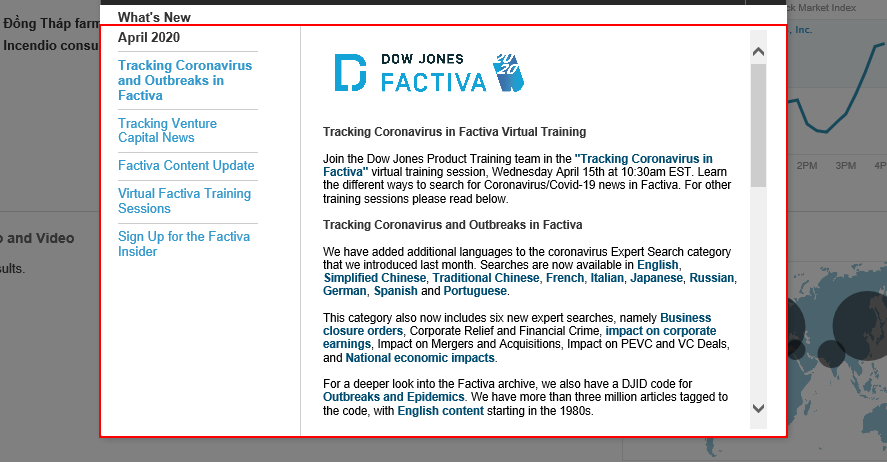 What's New
April 2020
Tracking Coronavirus
and Outbreaks in
Factiva
Tracking Venture
Capital News
Factiva Content Update
Virtual Factiva Training
Sessions
Sign Up for the Factiva
Insider
DOW JONES
FACTIVA 2020
Tracking Coronavirus in Factiva Virtual Training
Join the Dow Jones Product Training team in the "Tracking Coronavirus in
Factiva" virtual training session, Wednesday April 15th at 10:30am EST. Learn
the different ways to search for Coronavirus/Covid-19 news in Factiva. For other
training sessions please read below.
Tracking Coronavirus and Outbreaks in Factiva
We have added additional languages to the coronavirus Expert Search category
that we introduced last month. Searches are now available in English,
Simplified Chinese, Traditional Chinese, French, Italian, Japanese, Russian,
German, Spanish and Portuguese.
This category also now includes six new expert searches, namely Business
closure orders, Corporate Relief and Financial Crime, impact on corporate
earnings, Impact on Mergers and Acquisitions, Impact on PEVC and VC Deals,
and National economic impacts.
For a deeper look into the Factiva archive, we also have a DJID code for
Outbreaks and Epidemics. We have more than three million articles tagged to
the code, with English content starting in the 1980s.
Đồng Tháp farm
Incendio consu
and Video
Market Index
, Inc.
2PM 3PM 4P